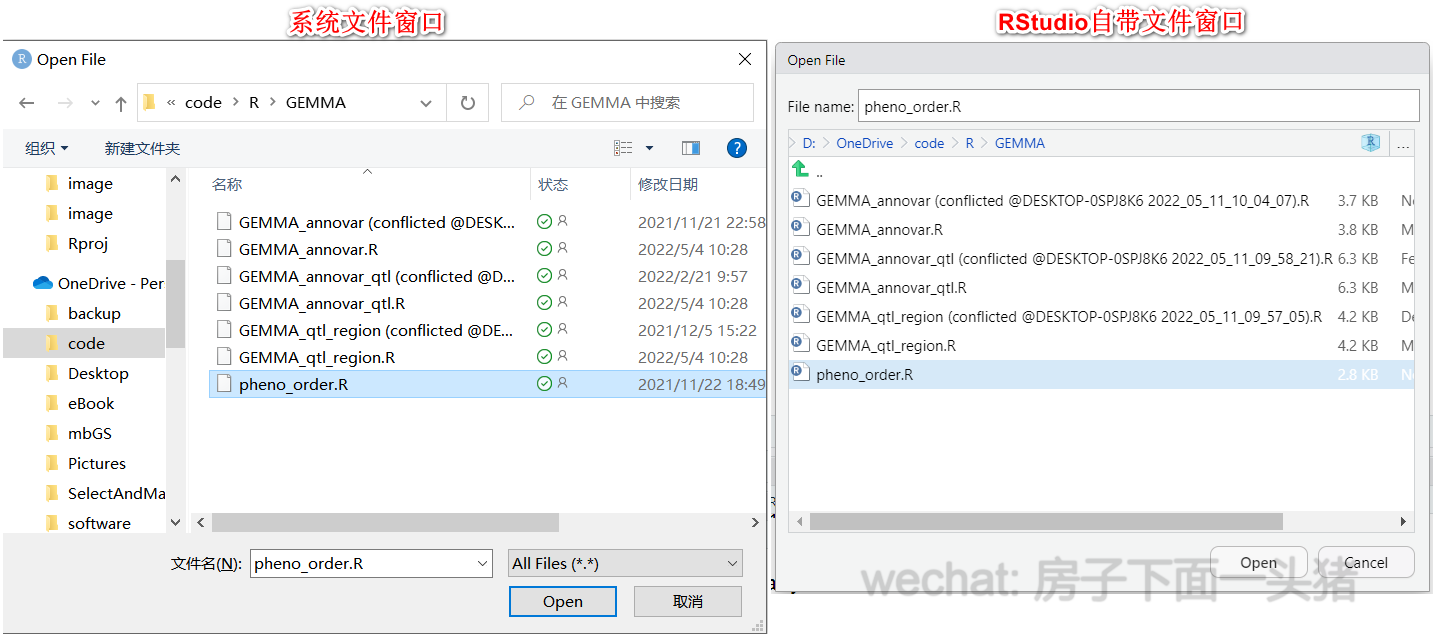 系统文件窗口
Open File
« code > R > GEMMA
在 GEMMA 中搜索
组织
新建文件夹
image
image
Rproj
OneDrive - Per
backup
code
Desktop
eBook
mbGS
Pictures
SelectAndMa
software
名称 状态 修改日期
GEMMA_annovar (conflicted @DESK... 2021/11/21 22:58
GEMMA_annovar.R 2022/5/4 10:28
GEMMA_annovar_qtl (conflicted @D... 2022/2/21 9:57
GEMMA_annovar_qtl.R 2022/5/4 10:28
GEMMA_qtl_region (conflicted @DE... 2021/12/5 15:22
GEMMA_qtl_region.R 2022/5/4 10:28
pheno_order.R 2021/11/22 18:49
文件名(N): pheno_order.R
All Files (*.*)
Open
取消
RStudio自带文件窗口
Open File
File name: pheno_order.R
D: > OneDrive > code > R > GEMMA
...
..
GEMMA_annovar (conflicted @DESKTOP-0SPJ8K6 2022_05_11_10_04_07).R 3.7 KB
GEMMA_annovar.R 3.8 KB M
GEMMA_annovar_qtl (conflicted @DESKTOP-0SPJ8K6 2022_05_11_09_58_21).R 6.3 KB Fe
GEMMA_annovar_qtl.R 6.3 KB M
GEMMA_qtl_region (conflicted @DESKTOP-0SPJ8K6 2022_05_11_09_57_05).R 4.2 KB De
GEMMA_qtl_region.R 4.2 KB M
pheno_order.R 2.8 KB
Open
Cancel
wechat: 房子下面一头猪